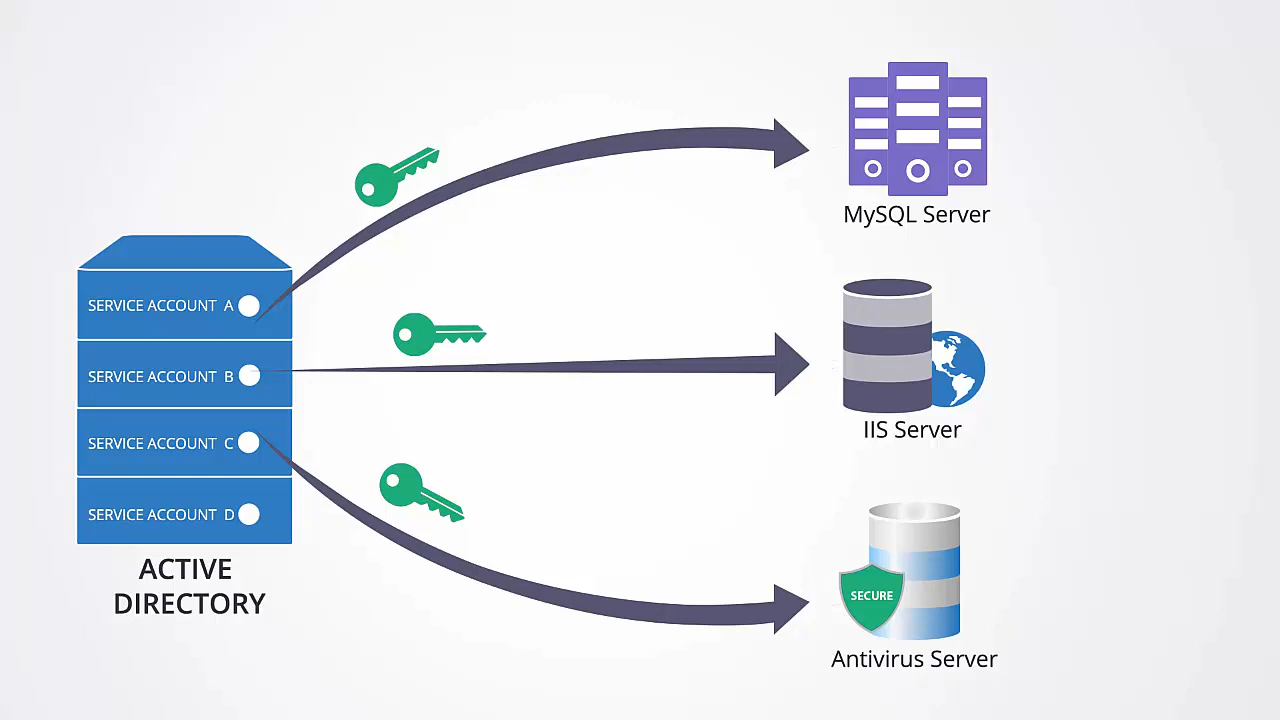 MySQL Server
SERVICE ACCOUNT A
SERVICE ACCOUNT B
SERVICE ACCOUNT C
SERVICE ACCOUNT D
ACTIVE
DIRECTORY
IIS Server
SECURE
Antivirus Server